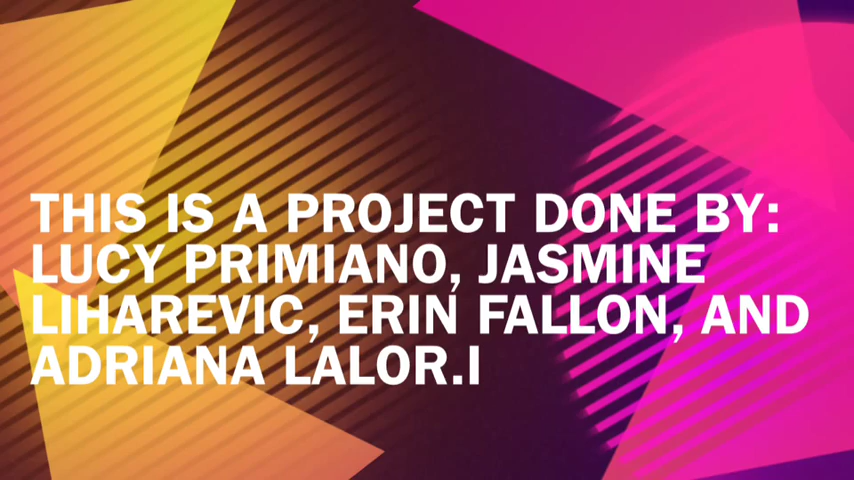 THIS IS A PROJECT DONE BY:
LUCY PRIMIANO, JASMINE
LIHAREVIC, ERIN FALLON, AND
ADRIANA LALOR.I